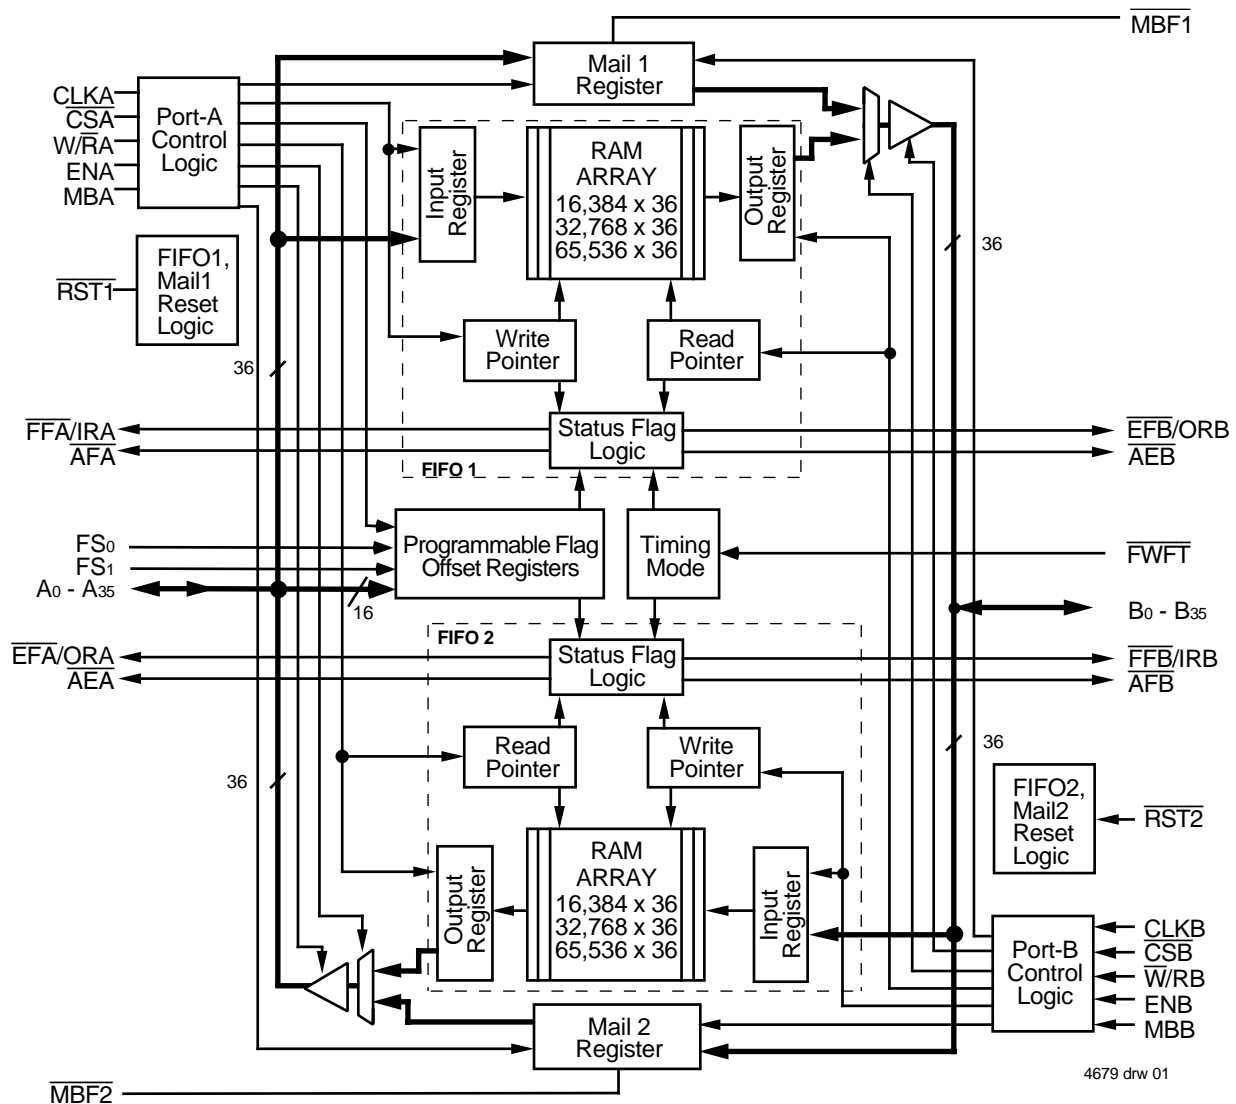 MBF1
Mail 1
Register
CLKA
CSA
W/RA
ENA
MBA
Port-A
Control
Logic
RST1
FIFO1,
Mail1
Reset
Logic
Input
Register
RAM
ARRAY
16,384 x 36
32,768 x 36
65,536 x 36
Output
Register
36
36
Write
Pointer
Read
Pointer
FFA/IRA
AFA
Status Flag
Logic
FIFO 1
EFB/ORB
AEB
FS0
FS1
A0 - A35
16
Programmable Flag
Offset Registers
Timing
Mode
FWFT
B0 - B35
FIFO 2
EFA/ORA
AEA
Status Flag
Logic
FFB/IRB
AFB
Read
Pointer
Write
Pointer
36
36
FIFO2,
Mail2
Reset
Logic
RST2
Output
Register
RAM
ARRAY
16,384 x 36
32,768 x 36
65,536 x 36
Input
Register
Port-B
Control
Logic
CLKB
CSB
W/RB
ENB
MBB
Mail 2
Register
MBF2
4679 drw 01